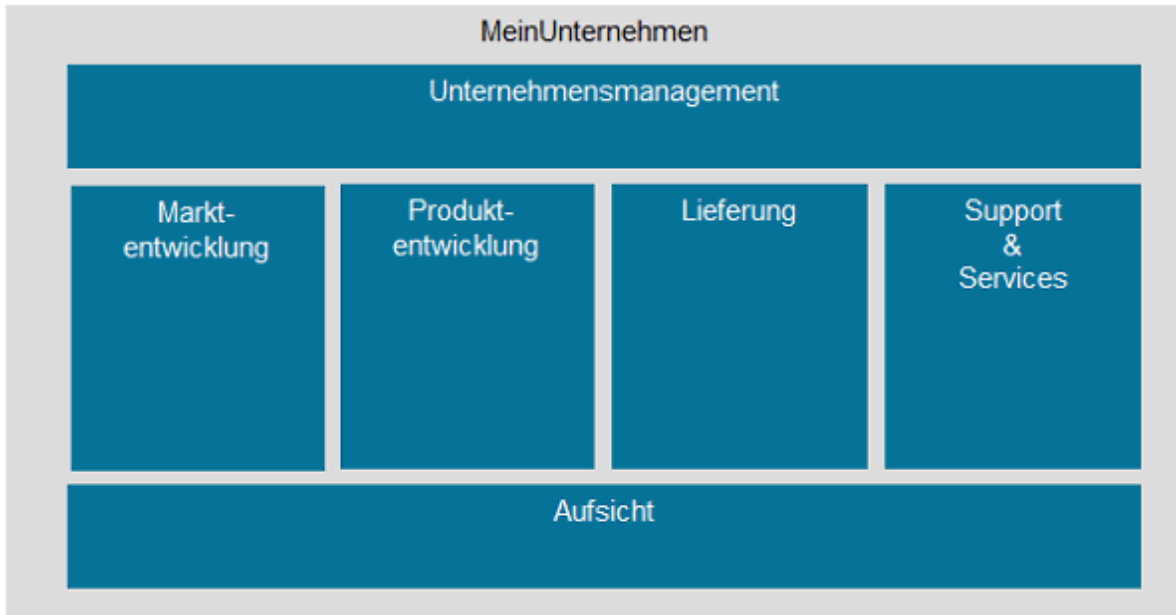 MeinUnternehmen
Unternehmensmanagement
Markt-
entwicklung
Produkt-
entwicklung
Lieferung
Support
&
Services
Aufsicht